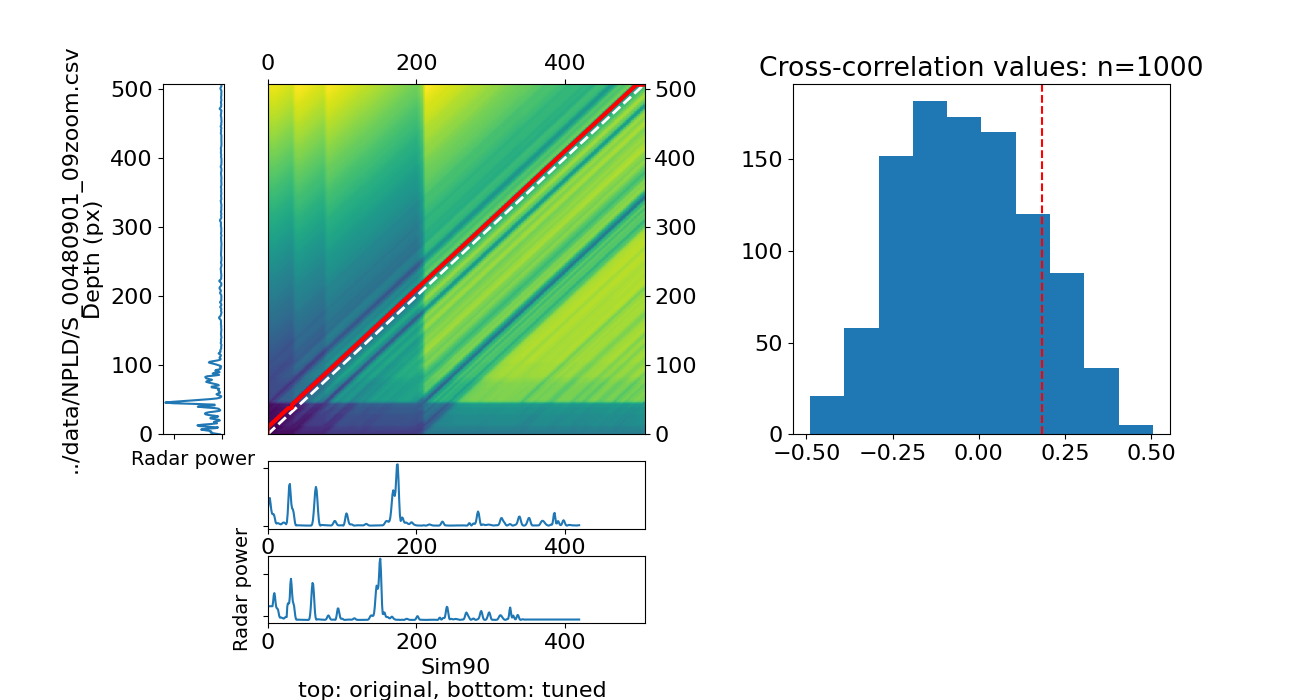 Cross-correlation values: n=1000
0 200 400
../data/NPLD/S_00480901_09zoom.csv
Depth (px)
500
400
300
200
100
0
500
400
300
200
100
0
150
100
50
0
−0.50 −0.25 0.00 0.25 0.50
Radar power
0 200 400
Radar power
0 200 400
Sim90
top: original, bottom: tuned